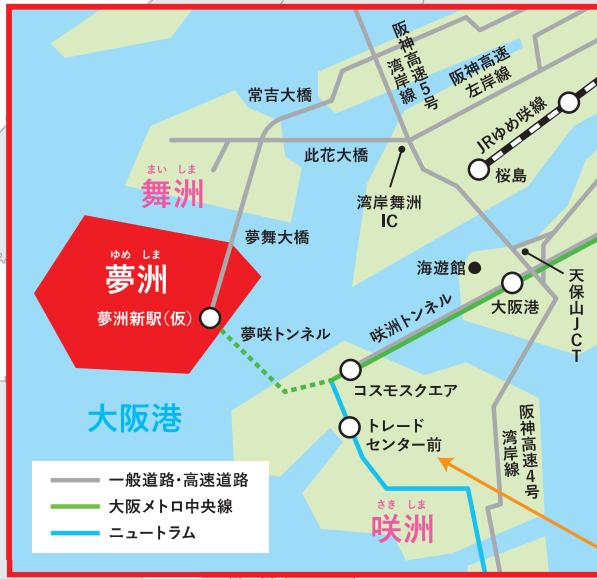 阪神高速5号
湾岸線
阪神高速
左岸線
常吉大橋
JRゆめ咲線
此花大橋
桜島
まい しま
舞洲
湾岸舞洲
IC
夢舞大橋
ゆめ しま
夢洲
海遊館
天保山JCT
夢洲新駅（仮）
大阪港
夢咲トンネル
咲洲トンネル
コスモスクエア
大阪港
トレード
センター前
阪神高速4号
湾岸線
一般道路・高速道路
大阪メトロ中央線
ニュートラム
さき しま
咲洲